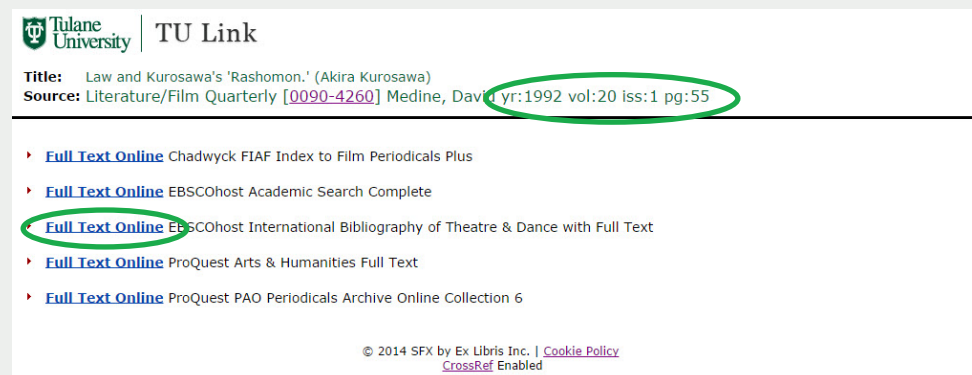 Tulane
University
TU Link
Title: Law and Kurosawa's 'Rashomon.' (Akira Kurosawa)
Source: Literature/Film Quarterly [0090-4260] Medine, David yr:1992 vol:20 iss:1 pg:55
Full Text Online Chadwyck FIAF Index to Film Periodicals Plus
Full Text Online EBSCOhost Academic Search Complete
Full Text Online EBSCOhost International Bibliography of Theatre & Dance with Full Text
Full Text Online ProQuest Arts & Humanities Full Text
Full Text Online ProQuest PAO Periodicals Archive Online Collection 6
© 2014 SFX by Ex Libris Inc. | Cookie Policy
CrossRef Enabled